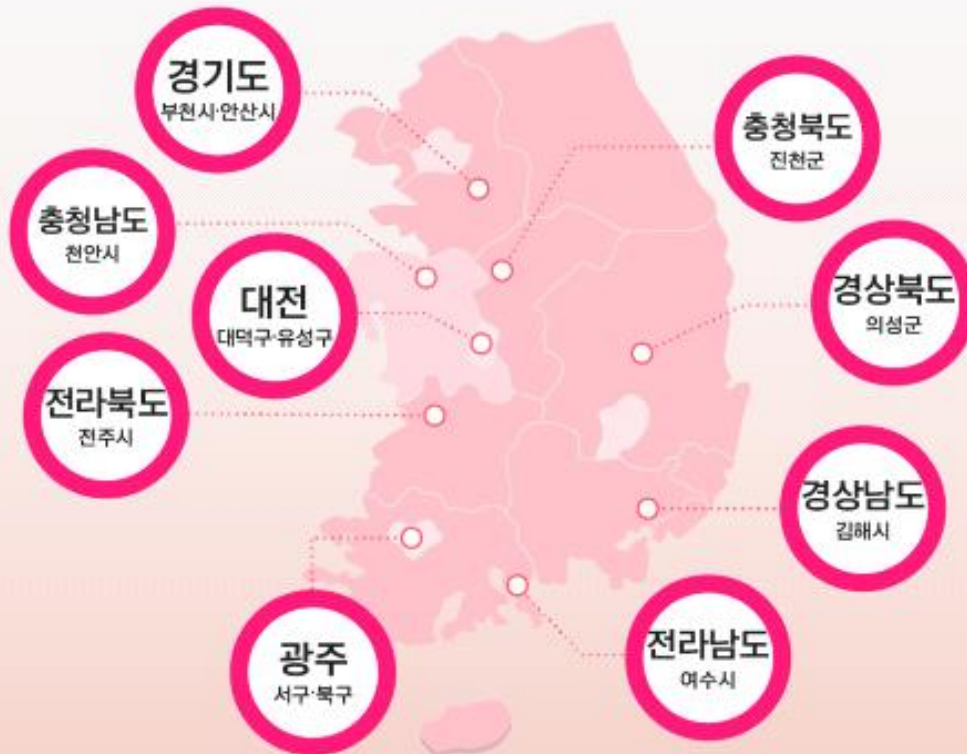 경기도
부천시·안산시
충청북도
진천군
충청남도
천안시
대전
대덕구·유성구
경상북도
의성군
전라북도
전주시
경상남도
김해시
광주
서구·북구
전라남도
여수시